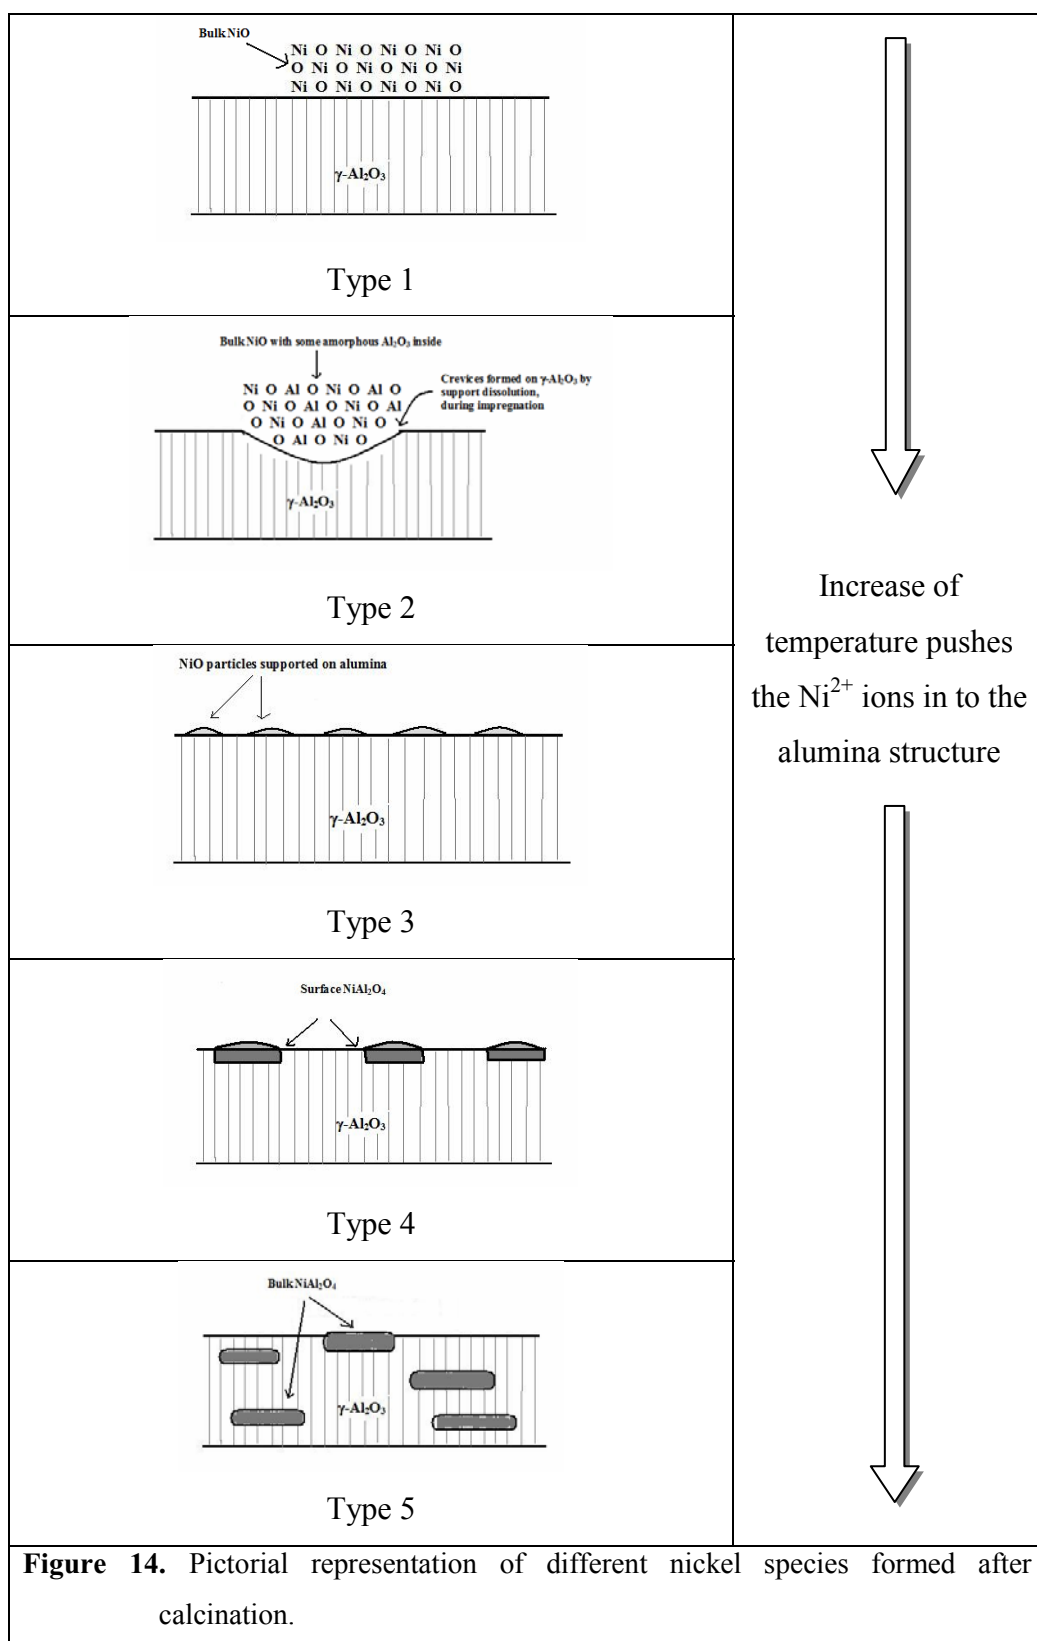 Bulk NiO
Ni O Ni O Ni O Ni O
O Ni O Ni O Ni O Ni
Ni O Ni O Ni O Ni O
γ-Al₂O₃
Type 1
Bulk NiO with some amorphous Al₂O₃ inside
Ni O Al O Ni O Al O
O Ni O Al O Ni O Al
O Ni O Al O Ni O
O Al O Ni O
Crevices formed on γ-Al₂O₃ by
support dissolution,
during impregnation
γ-Al₂O₃
Type 2
NiO particles supported on alumina
γ-Al₂O₃
Type 3
Surface NiAl₂O₄
γ-Al₂O₃
Type 4
Bulk NiAl₂O₄
γ-Al₂O₃
Type 5
Increase of
temperature pushes
the Ni²⁺ ions in to the
alumina structure
Figure 14. Pictorial representation of different nickel species formed after
calcination.